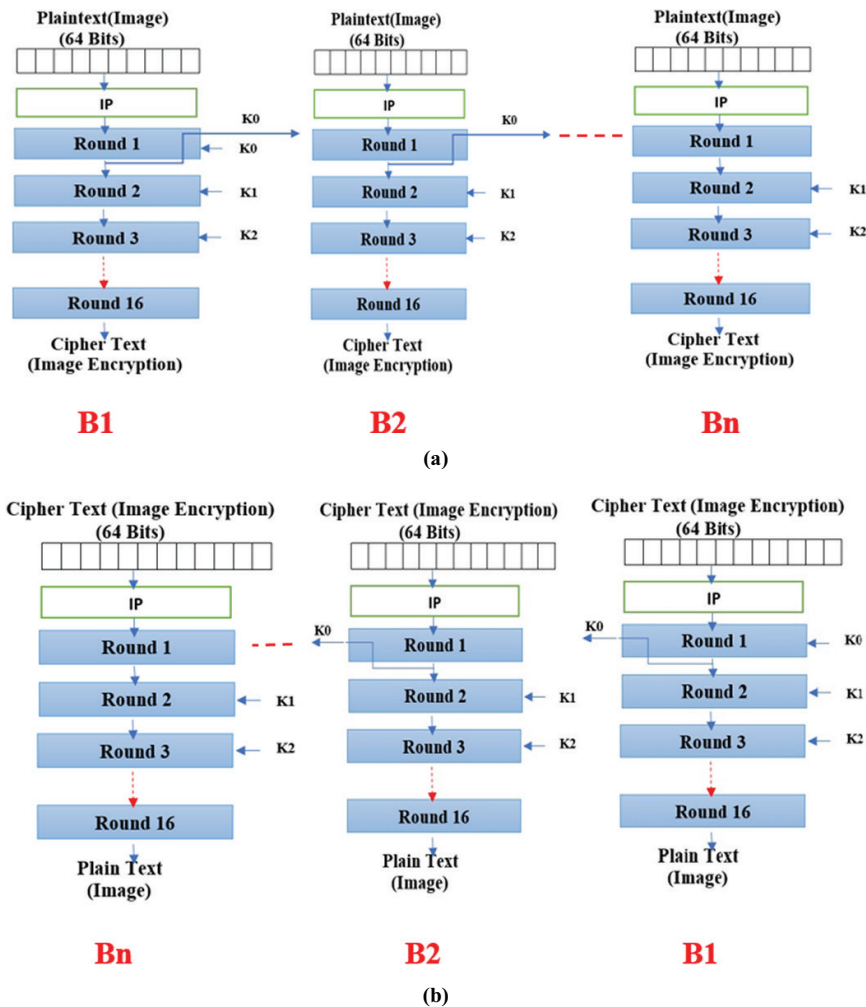 Plaintext(Image)
(64 Bits)
IP
K0
Round 1
K0
Round 2
K1
Round 3
K2
Round 16
Cipher Text
(Image Encryption)
B1
Plaintext(Image)
(64 Bits)
IP
K0
Round 1
Round 2
K1
Round 3
K2
Round 16
Cipher Text
(Image Encryption)
B2
Plaintext(Image)
(64 Bits)
IP
Round 1
Round 2
K1
Round 3
K2
Round 16
Cipher Text
(Image Encryption)
Bn
(a)
Cipher Text (Image Encryption)
(64 Bits)
IP
Round 1
Round 2
K1
Round 3
K2
Round 16
Plain Text
(Image)
Bn
Cipher Text (Image Encryption)
(64 Bits)
IP
K0
Round 1
Round 2
K1
Round 3
K2
Round 16
Plain Text
(Image)
B2
Cipher Text (Image Encryption)
(64 Bits)
IP
K0
Round 1
K0
Round 2
K1
Round 3
K2
Round 16
Plain Text
(Image)
B1
(b)